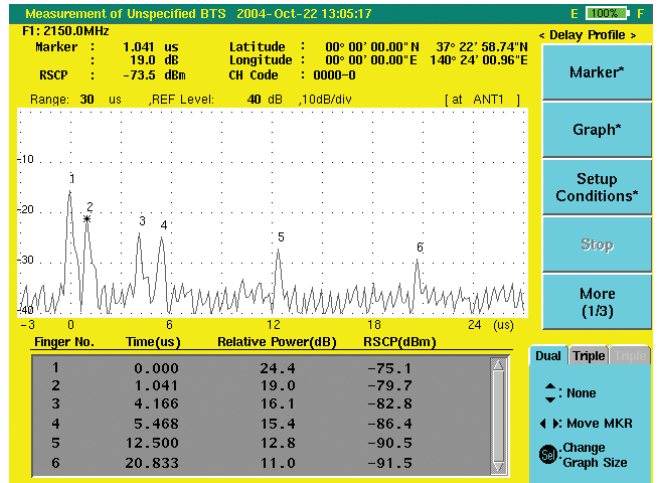 Measurement of Unspecified BTS 2004-Oct-22 13:05:17 E 100% F
F1: 2150.0MHz
Marker : 1.041 us Latitude : 00° 00' 00.00" N 37° 22' 58.74"N
: 19.0 dB Longitude : 00° 00' 00.00"E 140° 24' 00.96"E
RSCP : -73.5 dBm CH Code : 0000-0
Range: 30 us ,REF Level: 40 dB ,10dB/div [ at ANT1 ]
-10
-20
-30
-40
1
2
3
4
5
6
-3 0 6 12 18 24 (us)
Finger No. Time(us) Relative Power(dB) RSCP(dBm)
1 0.000 24.4 -75.1
2 1.041 19.0 -79.7
3 4.166 16.1 -82.8
4 5.468 15.4 -86.4
5 12.500 12.8 -90.5
6 20.833 11.0 -91.5
< Delay Profile >
Marker*
Graph*
Setup
Conditions*
Stop
More
(1/3)
Dual Triple Triple
: None
: Move MKR
Sel :Change
Graph Size